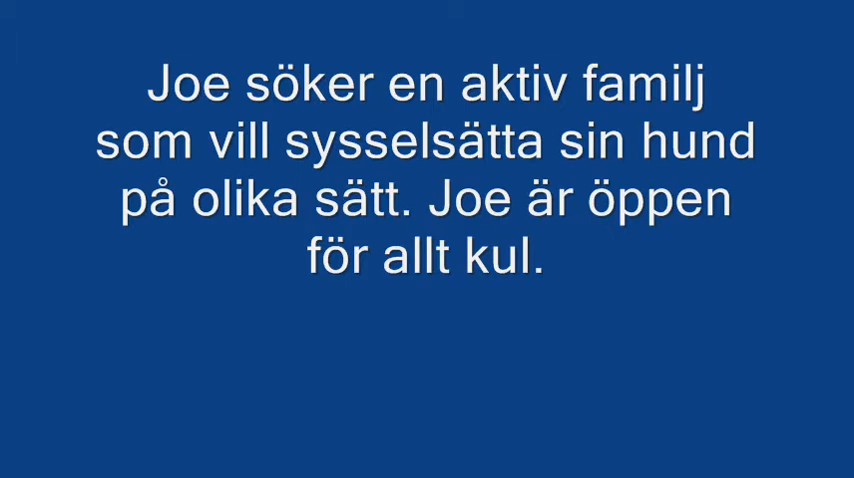 Joe söker en aktiv familj
som vill sysselsätta sin hund
på olika sätt. Joe är öppen
för allt kul.